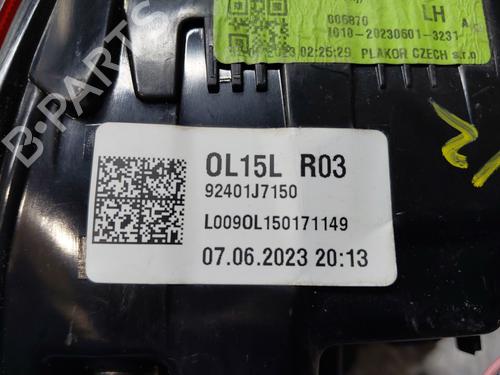 006870 LH
1010-20230601-3231
2023 02:25:29 PLAKOR CZECH s.r.o
B-PARTS
OL15L R03
92401J7150
L009OL150171149
07.06.2023 20:13